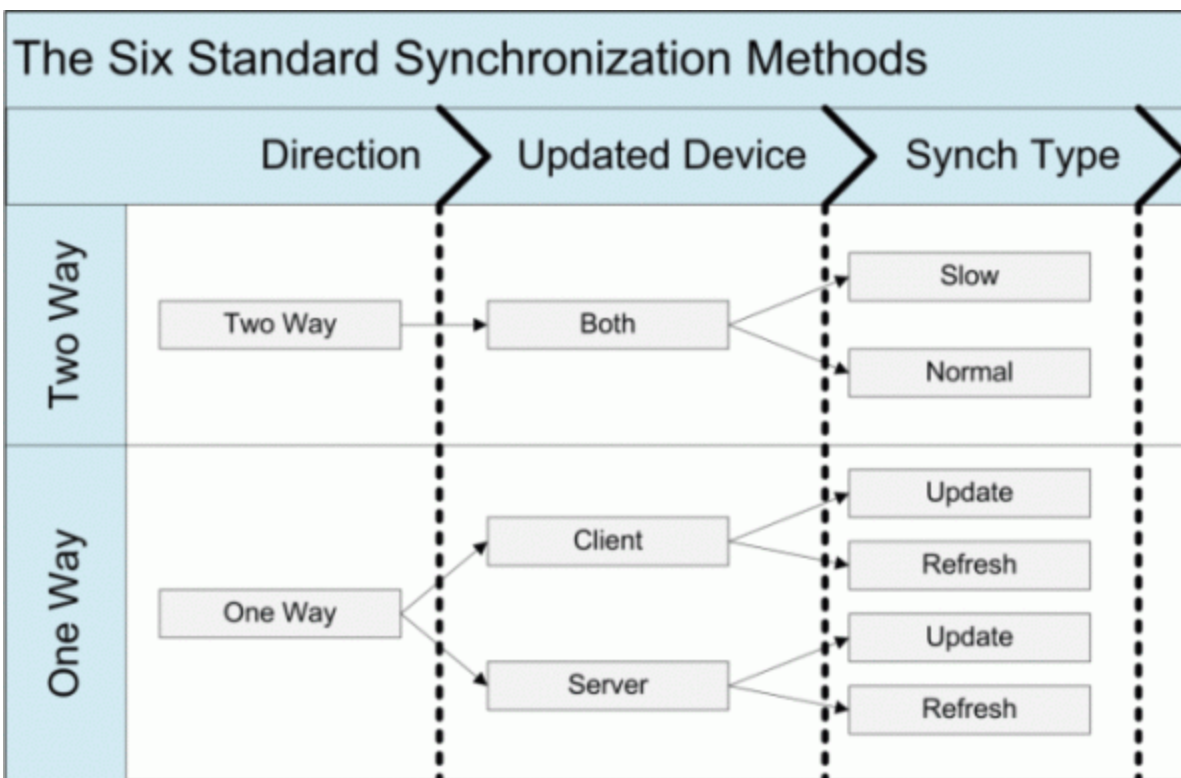 The Six Standard Synchronization Methods
Direction
Updated Device
Synch Type
Two Way
Two Way
Both
Slow
Normal
One Way
One Way
Client
Update
Refresh
Server
Update
Refresh